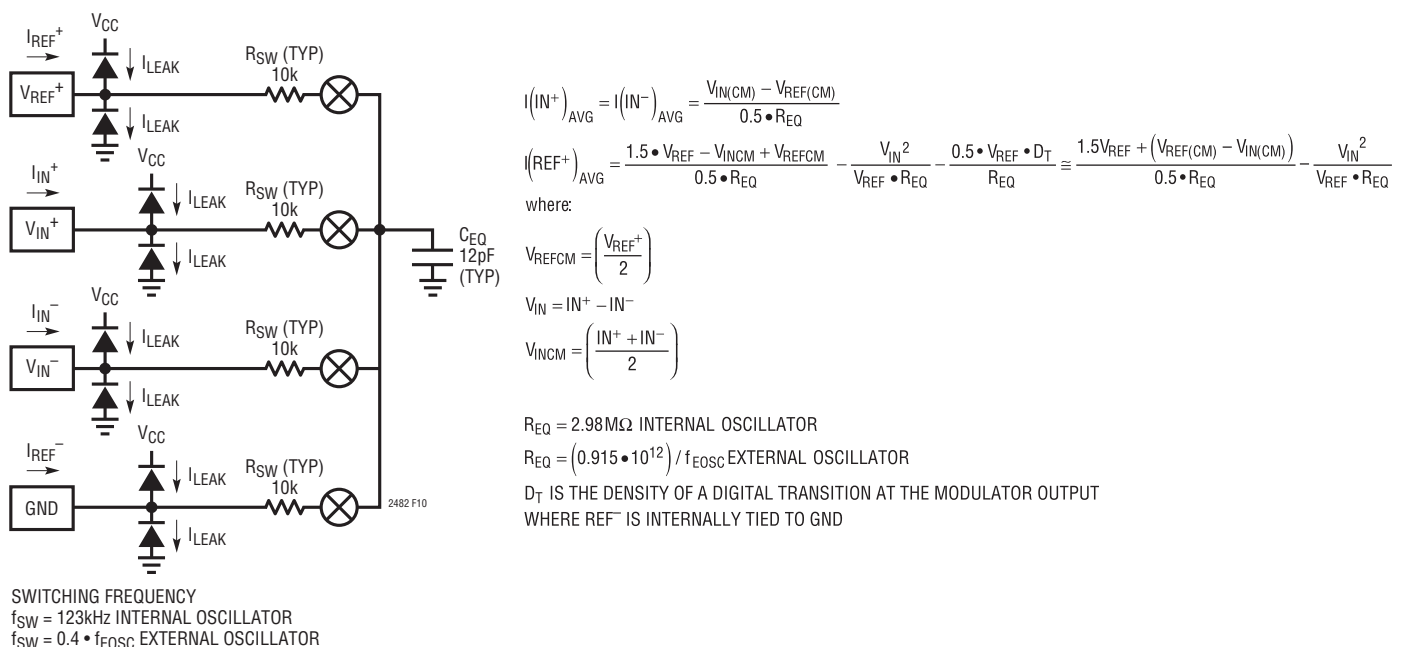 V_CC
I_REF⁺
V_REF⁺
I_LEAK
I_LEAK
R_SW (TYP)
10k
V_CC
I_IN⁺
V_IN⁺
I_LEAK
I_LEAK
R_SW (TYP)
10k
C_EQ
12pF
(TYP)
V_CC
I_IN⁻
V_IN⁻
I_LEAK
I_LEAK
R_SW (TYP)
10k
V_CC
I_REF⁻
GND
I_LEAK
I_LEAK
R_SW (TYP)
10k
2482 F10
SWITCHING FREQUENCY
f_SW = 123kHz INTERNAL OSCILLATOR
f_SW = 0.4 • f_EOSC EXTERNAL OSCILLATOR
I(IN⁺)_AVG = I(IN⁻)_AVG = (V_IN(CM) − V_REF(CM)) / (0.5 • R_EQ)
I(REF⁺)_AVG = (1.5 • V_REF − V_INCM + V_REFCM) / (0.5 • R_EQ) − V_IN² / (V_REF • R_EQ) − (0.5 • V_REF • D_T) / R_EQ ≅ (1.5V_REF + (V_REF(CM) − V_IN(CM))) / (0.5 • R_EQ) − V_IN² / (V_REF • R_EQ)
where:
V_REFCM = (V_REF⁺ / 2)
V_IN = IN⁺ − IN⁻
V_INCM = ((IN⁺ + IN⁻) / 2)
R_EQ = 2.98MΩ INTERNAL OSCILLATOR
R_EQ = (0.915 • 10¹²) / f_EOSC EXTERNAL OSCILLATOR
D_T IS THE DENSITY OF A DIGITAL TRANSITION AT THE MODULATOR OUTPUT
WHERE REF⁻ IS INTERNALLY TIED TO GND